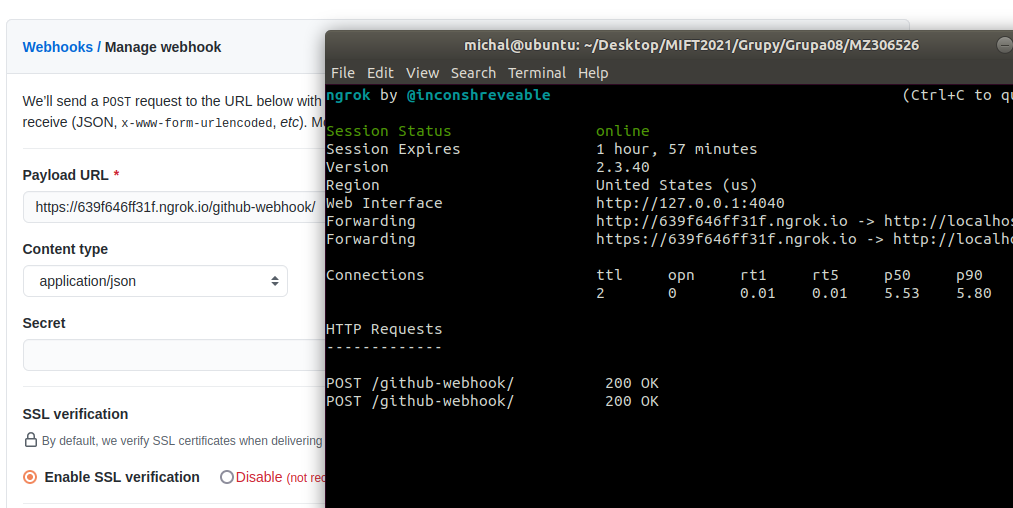 Webhooks / Manage webhook
We'll send a POST request to the URL below with
receive (JSON, x-www-form-urlencoded, etc).
Payload URL *
https://639f646ff31f.ngrok.io/github-webhook/
Content type
application/json
Secret
SSL verification
By default, we verify SSL certificates when delivering
Enable SSL verification Disable (not
michal@ubuntu: ~/Desktop/MIFT2021/Grupy/Grupa08/MZ306526
File Edit View Search Terminal Help
ngrok by @inconshreveable (Ctrl+C to
Session Status online
Session Expires 1 hour, 57 minutes
Version 2.3.40
Region United States (us)
Web Interface http://127.0.0.1:4040
Forwarding http://639f646ff31f.ngrok.io -> http://localhos
Forwarding https://639f646ff31f.ngrok.io -> http://localho
Connections ttl opn rt1 rt5 p50 p90
2 0 0.01 0.01 5.53 5.80
HTTP Requests
-------------
POST /github-webhook/ 200 OK
POST /github-webhook/ 200 OK